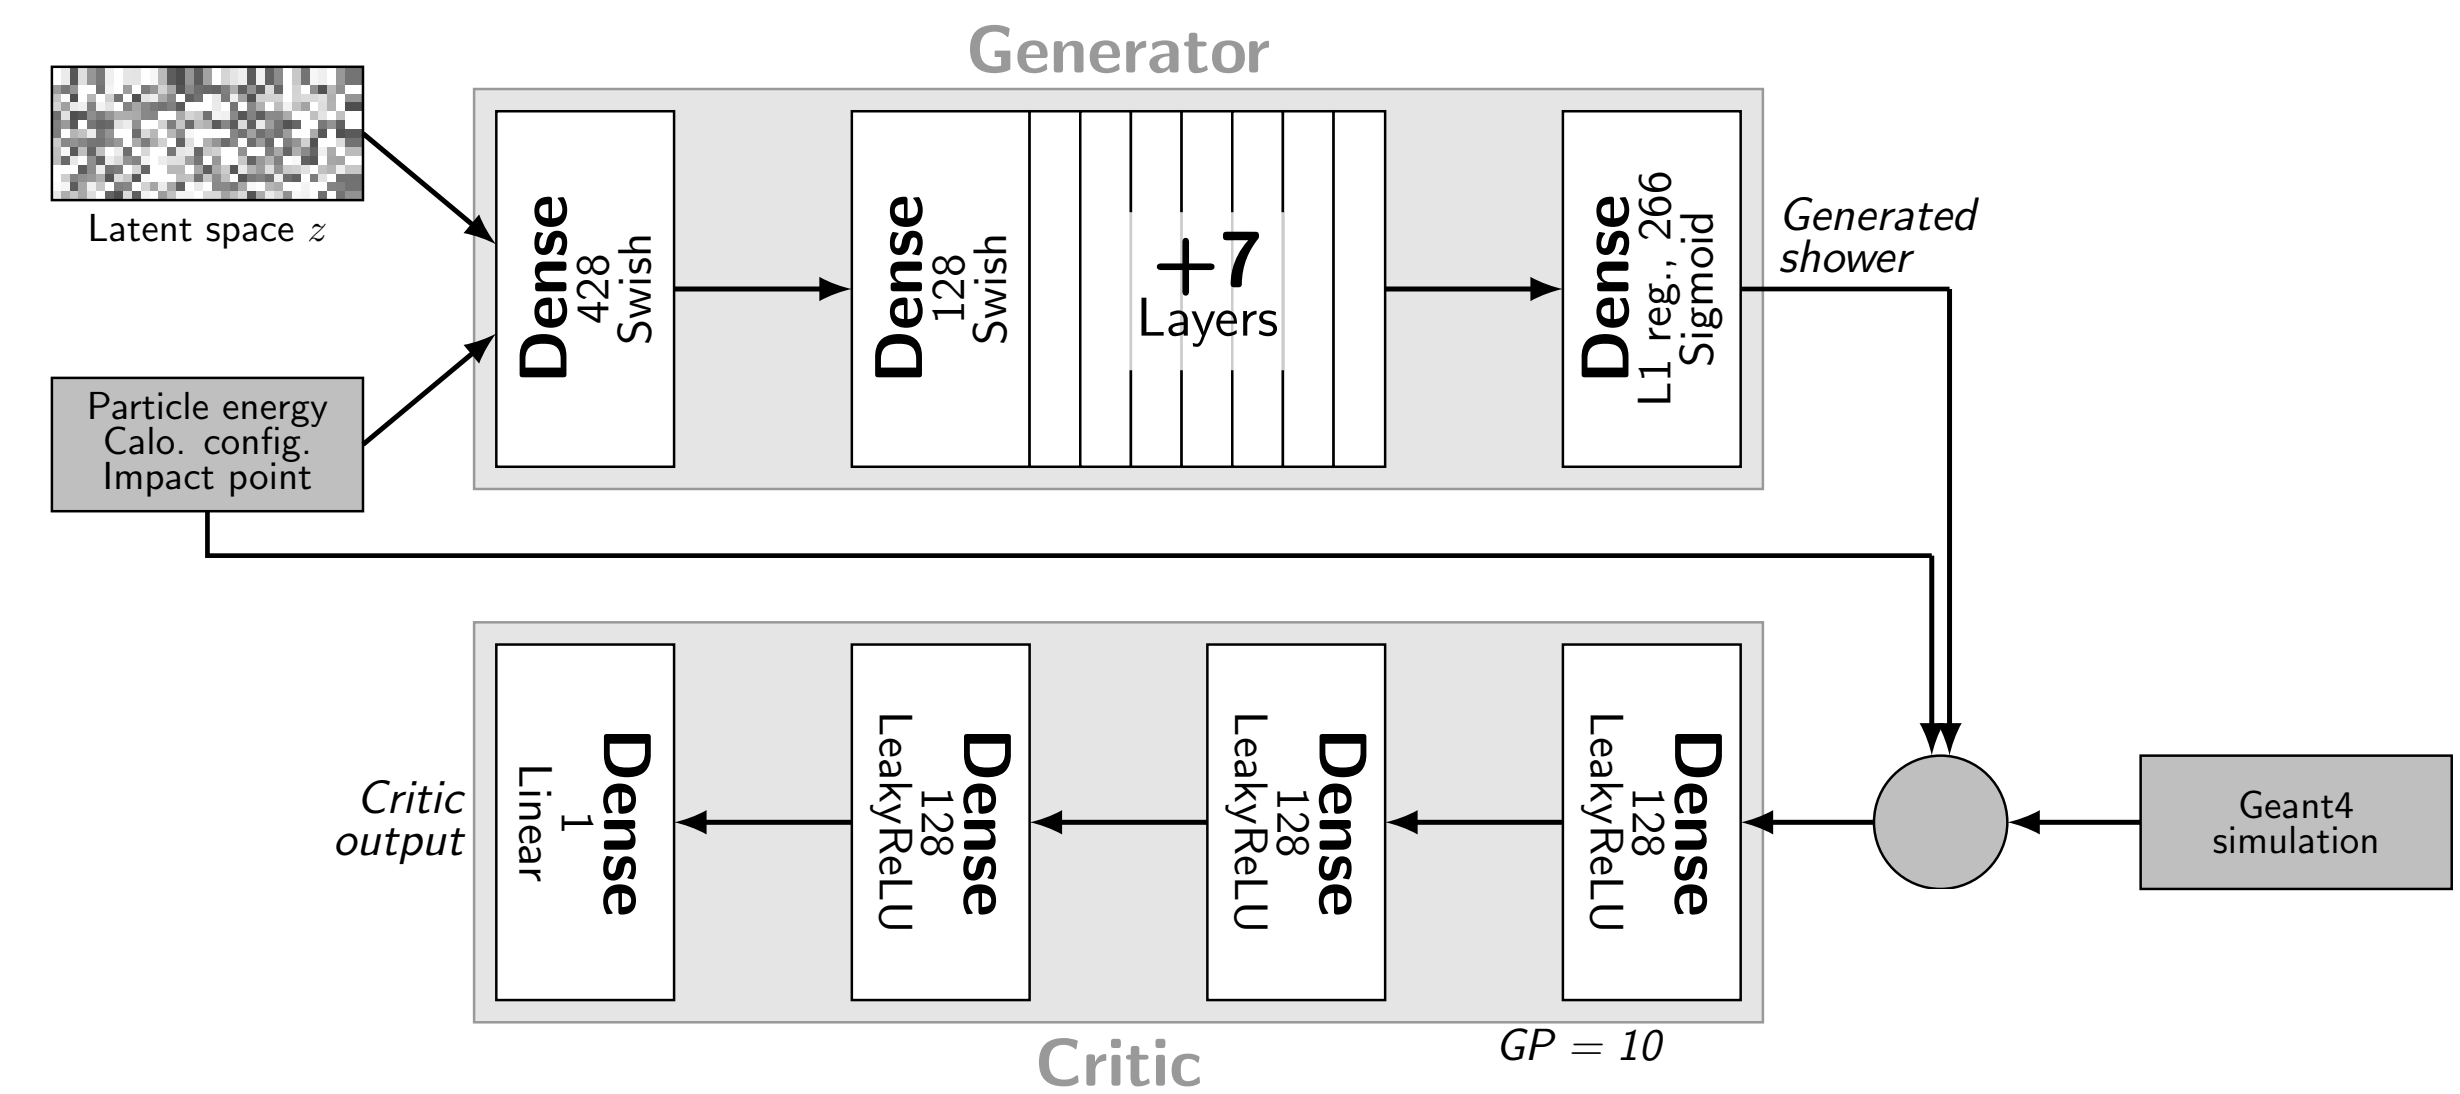 Generator
Latent space z
Particle energy
Calo. config.
Impact point
Dense
428
Swish
Dense
128
Swish
+7
Layers
Dense
L1 reg., 266
Sigmoid
Generated
shower
Critic
output
Dense
1
Linear
Dense
128
LeakyReLU
Dense
128
LeakyReLU
Dense
128
LeakyReLU
Geant4
simulation
GP = 10
Critic